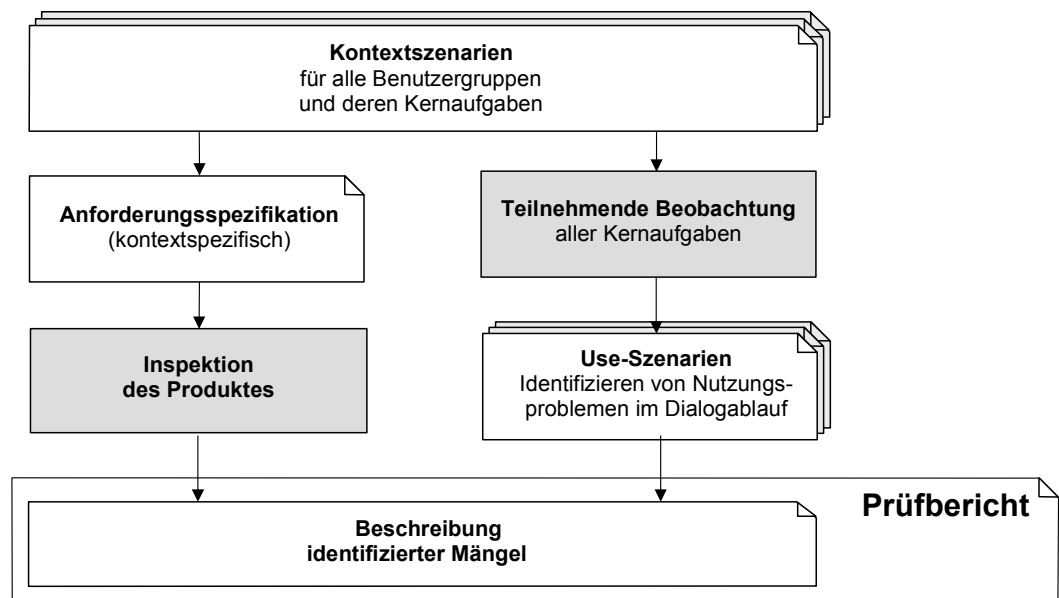 Kontextszenarien
für alle Benutzergruppen
und deren Kernaufgaben
Anforderungsspezifikation
(kontextspezifisch)
Teilnehmende Beobachtung
aller Kernaufgaben
Inspektion
des Produktes
Use-Szenarien
Identifizieren von Nutzungs-
problemen im Dialogablauf
Prüfbericht
Beschreibung
identifizierter Mängel